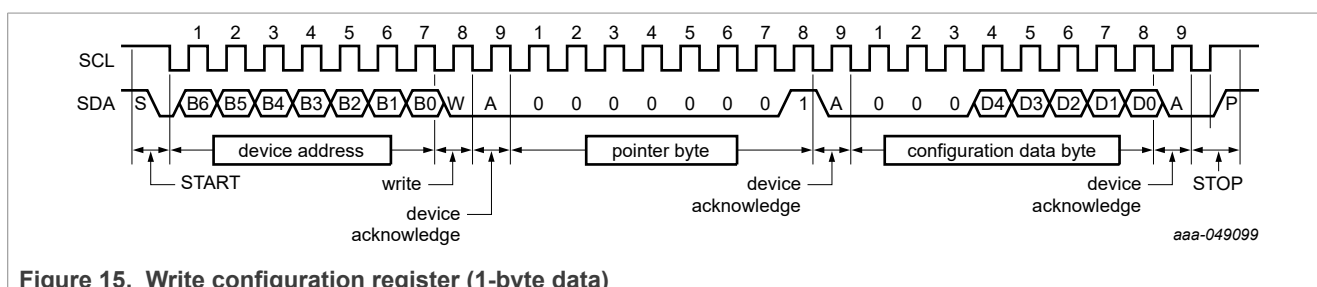 1 2 3 4 5 6 7 8 9 1 2 3 4 5 6 7 8 9 1 2 3 4 5 6 7 8 9
SCL
SDA S B6 B5 B4 B3 B2 B1 B0 W A 0 0 0 0 0 0 0 1 A 0 0 0 D4 D3 D2 D1 D0 A P
device address pointer byte configuration data byte
START write device STOP
acknowledge
device
acknowledge
device
acknowledge
aaa-049099
Figure 15. Write configuration register (1-byte data)